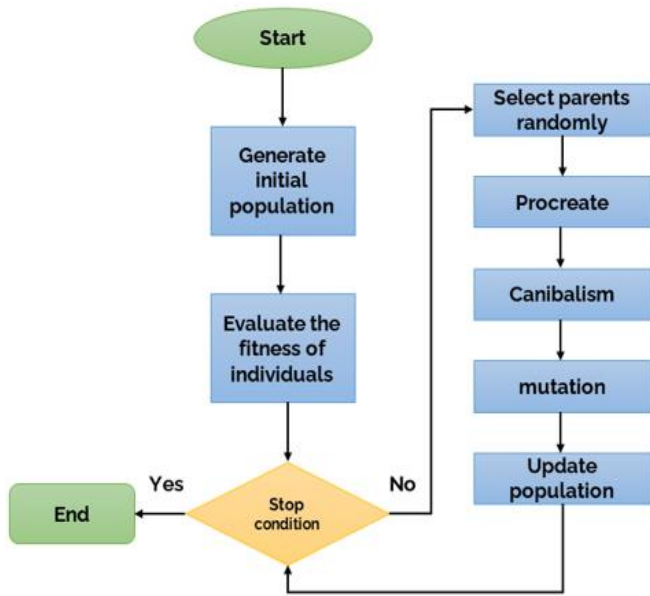 Start
Generate
initial
population
Evaluate the
fitness of
individuals
Stop
condition
Yes
End
No
Select parents
randomly
Procreate
Canibalism
mutation
Update
population